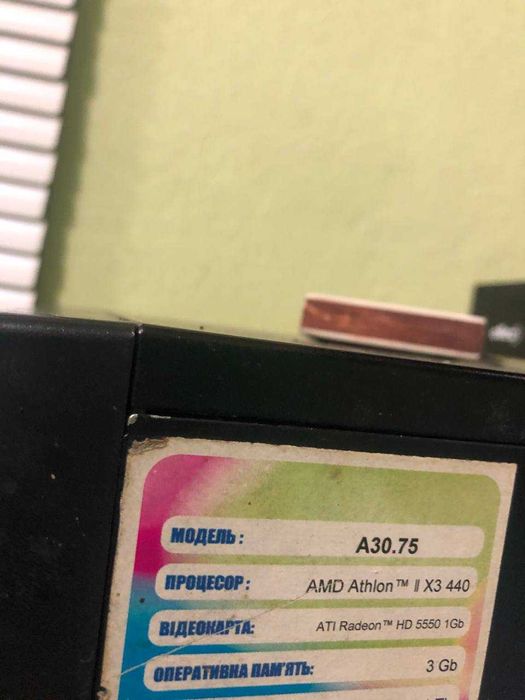 МОДЕЛЬ: A30.75
ПРОЦЕСОР: AMD Athlon™ II X3 440
ВІДЕОКАРТА: ATI Radeon™ HD 5550 1Gb
ОПЕРАТИВНА ПАМ'ЯТЬ: 3 Gb